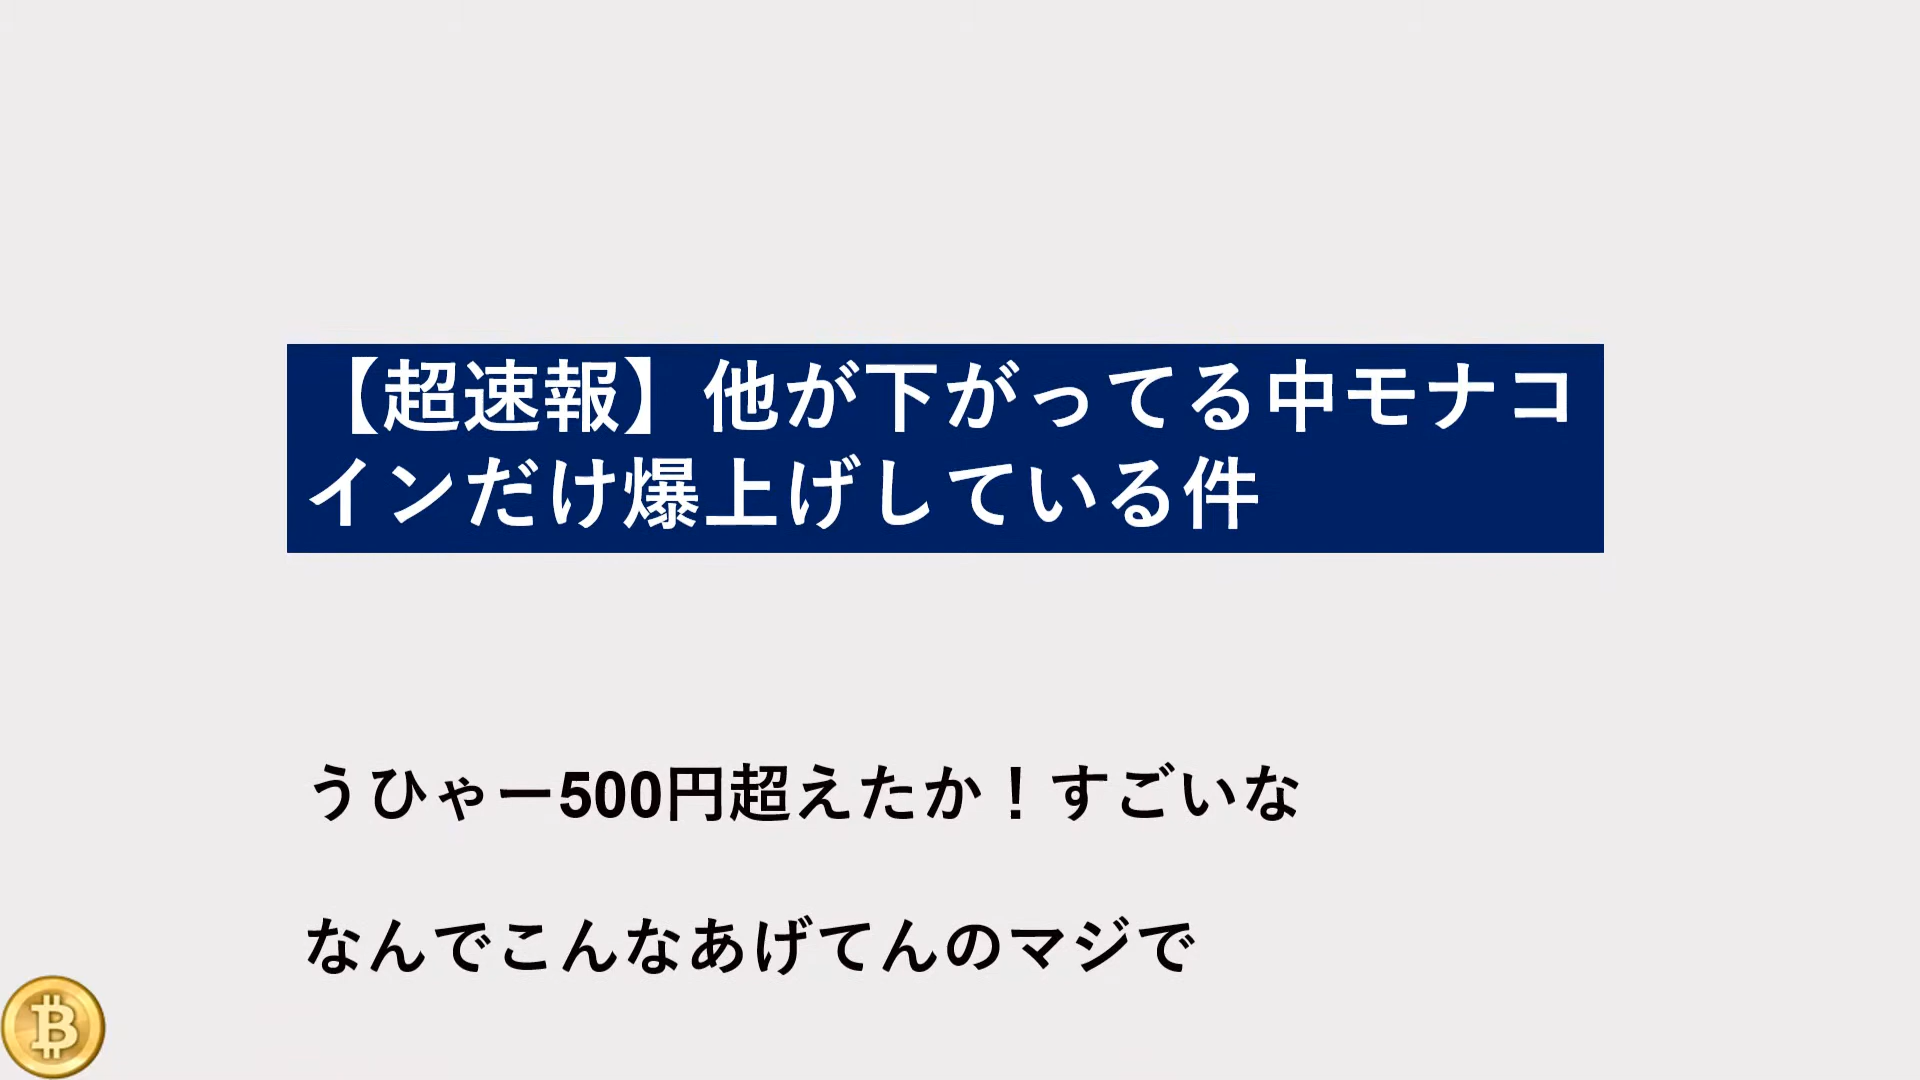 【超速報】他が下がってる中モナコ
インだけ爆上げしている件
うひゃー500円超えたか！すごいな
なんでこんなあげてんのマジで